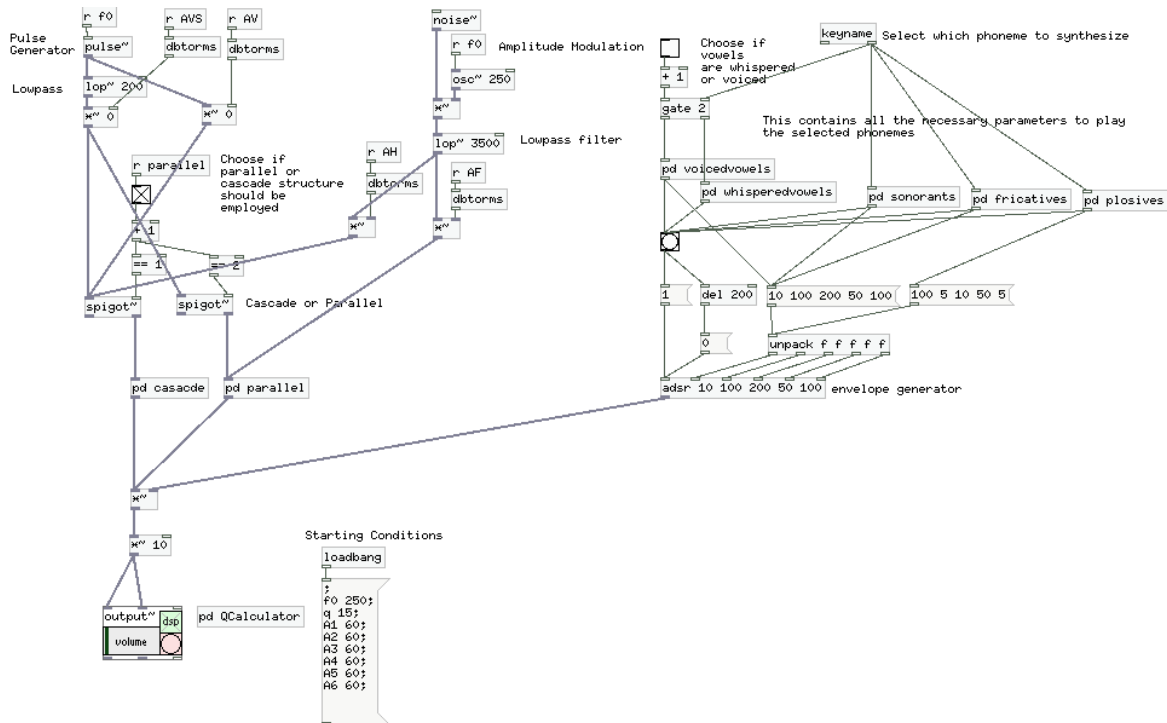 r f0
r AVS
r AV
noise~
Pulse
Generator
pulse~
dbtorms
dbtorms
r f0
Amplitude Modulation
Choose if
vowels
are whispered
or voiced
keyname
Select which phoneme to synthesize
Lowpass
lop~ 200
osc~ 250
+ 1
*~ 0
*~ 0
*~
gate 2
This contains all the necessary parameters to play
the selected phonemes
lop~ 3500
Lowpass filter
r parallel
Choose if
parallel or
cascade structure
should be
employed
r AH
dbtorms
r AF
dbtorms
pd voicedvowels
pd whisperedvowels
pd sonorants
pd fricatives
pd plosives
+ 1
*~
*~
== 1
== 2
spigot~
spigot~
Cascade or Parallel
1
del 200
10 100 200 50 100
100 5 10 50 5
0
unpack f f f f f
pd casacde
pd parallel
adsr 10 100 200 50 100
envelope generator
*~
*~ 10
Starting Conditions
loadbang
output~
dsp
volume
pd QCalculator
;
f0 250;
q 15;
A1 60;
A2 60;
A3 60;
A4 60;
A5 60;
A6 60;